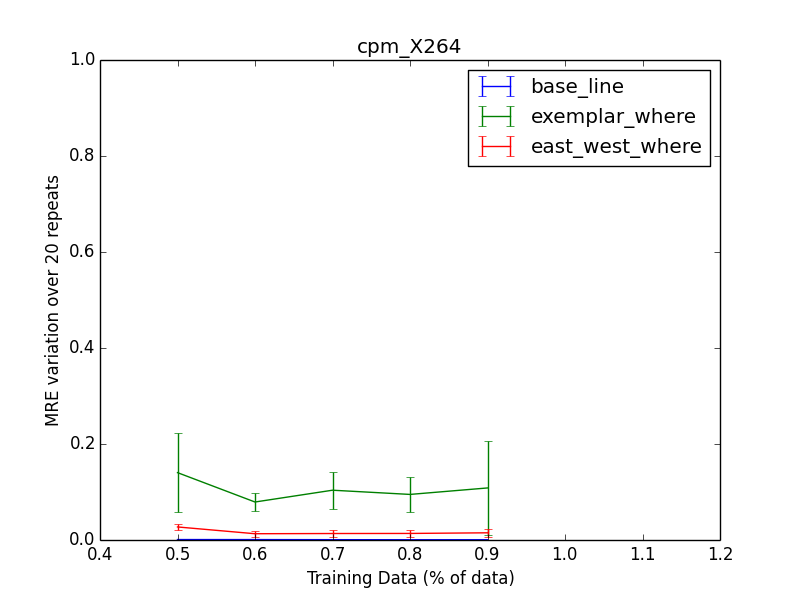 cpm_X264
base_line
exemplar_where
east_west_where
MRE variation over 20 repeats
1.0
0.8
0.6
0.4
0.2
0.0
0.4 0.5 0.6 0.7 0.8 0.9 1.0 1.1 1.2
Training Data (% of data)